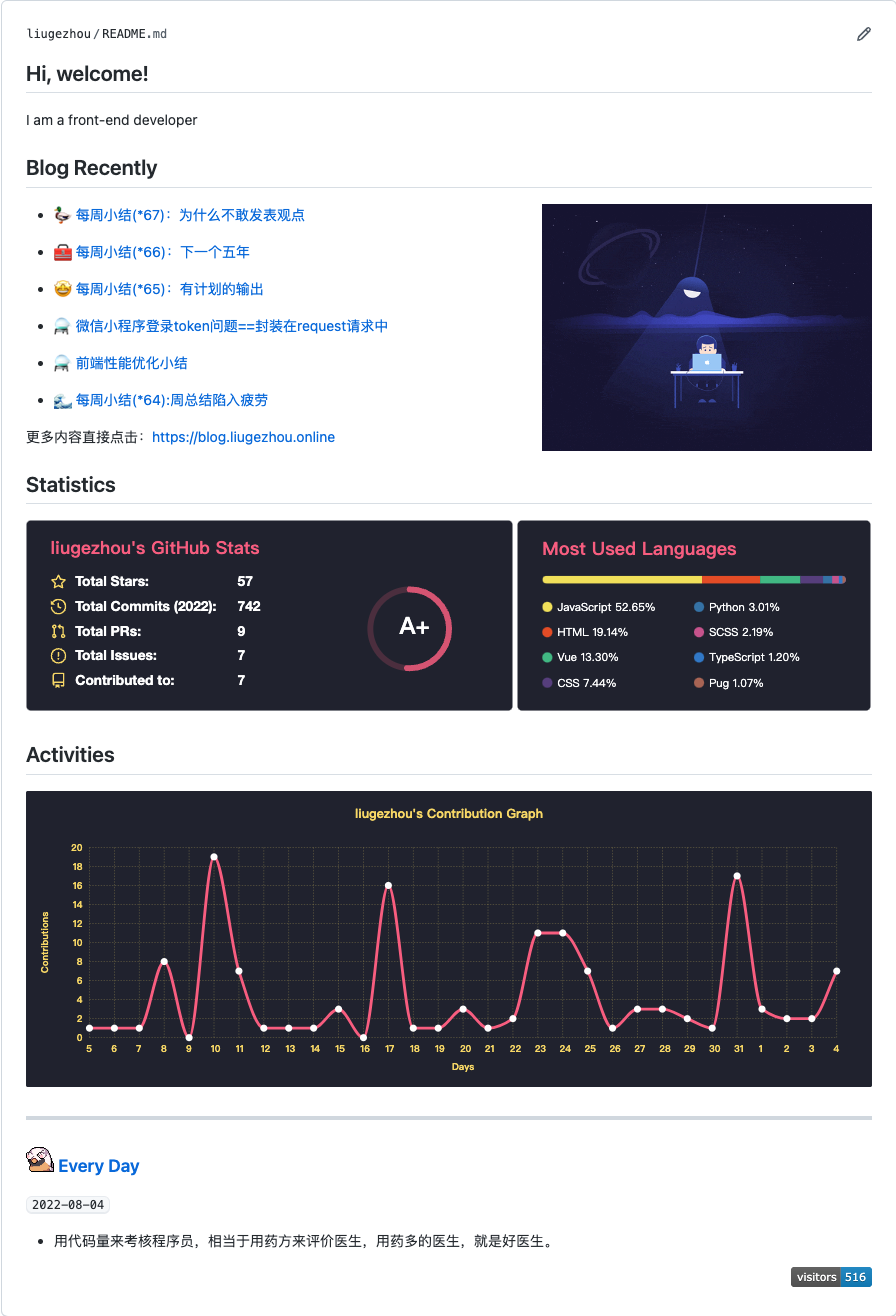 liugezhou/README.md
Hi, welcome!
I am a front-end developer
Blog Recently
每周小结(*67)：为什么不敢发表观点
每周小结(*66)：下一个五年
每周小结(*65)：有计划的输出
微信小程序登录token问题==封装在request请求中
前端性能优化小结
每周小结(*64):周总结陷入疲劳
更多内容直接点击：https://blog.liugezhou.online
Statistics
liugezhou's GitHub Stats
Total Stars: 57
Total Commits (2022): 742
Total PRs: 9
Total Issues: 7
Contributed to: 7
A+
Most Used Languages
JavaScript 52.65%
HTML 19.14%
Vue 13.30%
CSS 7.44%
Python 3.01%
SCSS 2.19%
TypeScript 1.20%
Pug 1.07%
Activities
liugezhou's Contribution Graph
Contributions
20
18
16
14
12
10
8
6
4
2
0
5 6 7 8 9 10 11 12 13 14 15 16 17 18 19 20 21 22 23 24 25 26 27 28 29 30 31 1 2 3 4
Days
Every Day
2022-08-04
用代码量来考核程序员，相当于用药方来评价医生，用药多的医生，就是好医生。
visitors 516